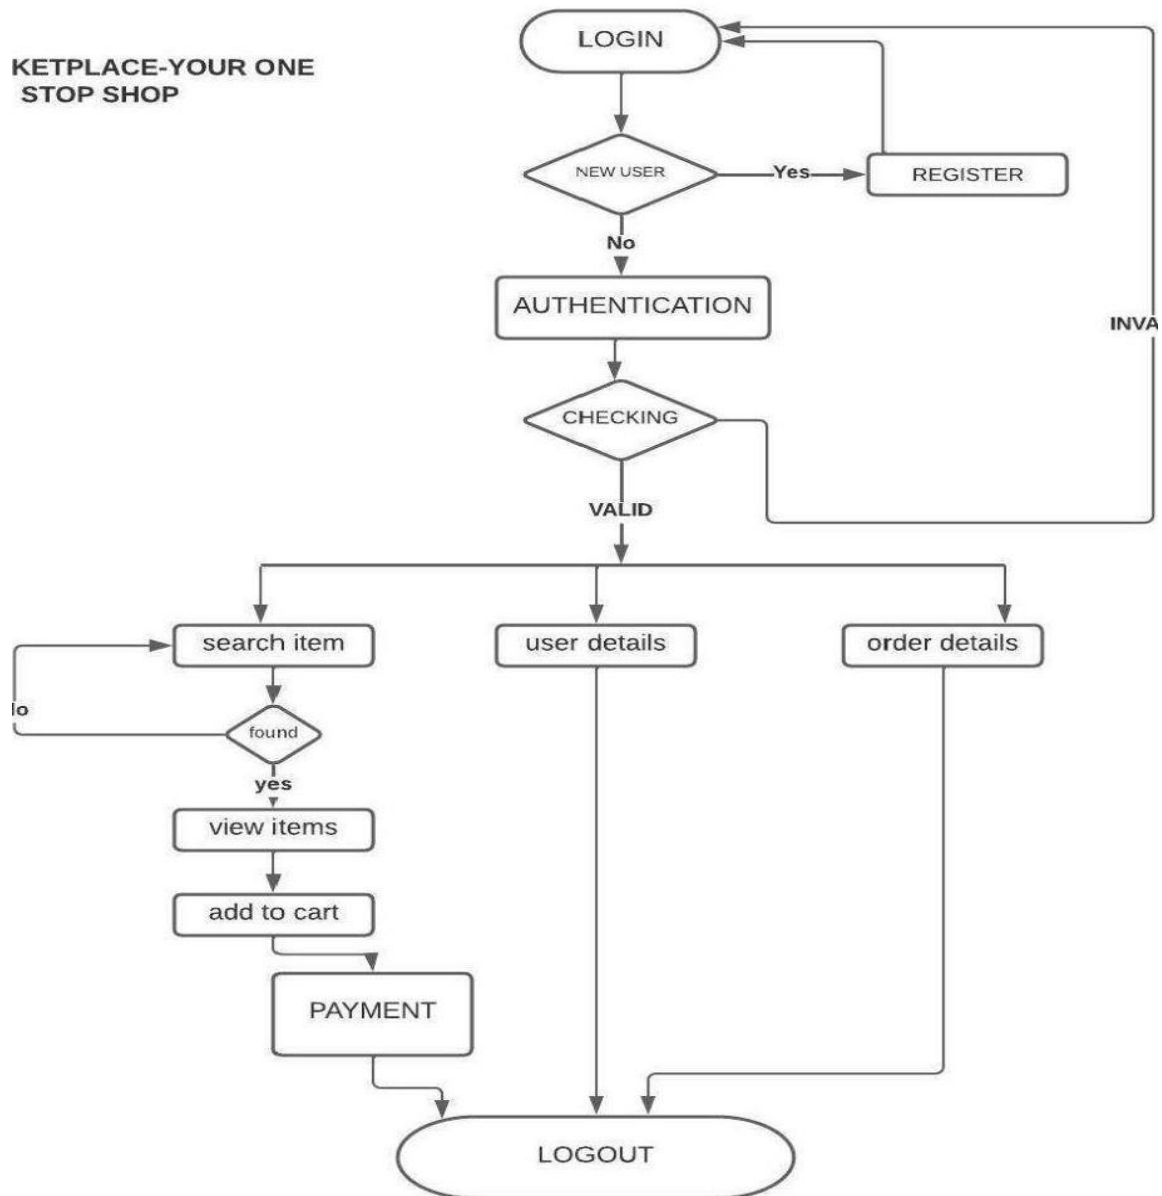 KETPLACE-YOUR ONE
STOP SHOP
LOGIN
NEW USER
Yes
REGISTER
No
AUTHENTICATION
INVA
CHECKING
VALID
search item
user details
order details
lo
found
yes
view items
add to cart
PAYMENT
LOGOUT